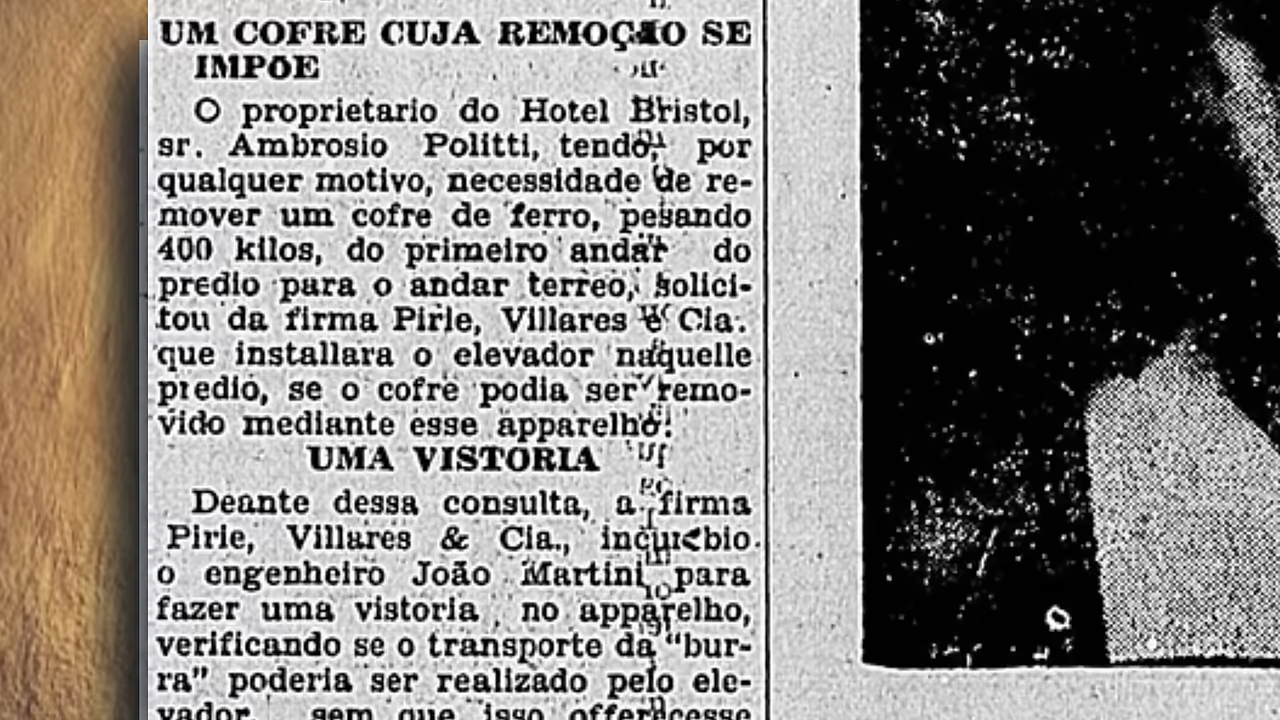 UM COFRE CUJA REMOÇÃO SE
IMPÕE
O proprietario do Hotel Bristol,
sr. Ambrosio Politti, tendo, por
qualquer motivo, necessidade de re-
mover um cofre de ferro, pesando
400 kilos, do primeiro andar do
predio para o andar terreo, solici-
tou da firma Pirie, Villares e Cia.
que installara o elevador naquelle
predio, se o cofre podia ser remo-
vido mediante esse apparelho.
UMA VISTORIA
Deante dessa consulta, a firma
Pirie, Villares & Cia., incumbio
o engenheiro João Martini para
fazer uma vistoria no apparelho,
verificando se o transporte da "bur-
ra" poderia ser realizado pelo ele-
vador, sem que isso offerecesse